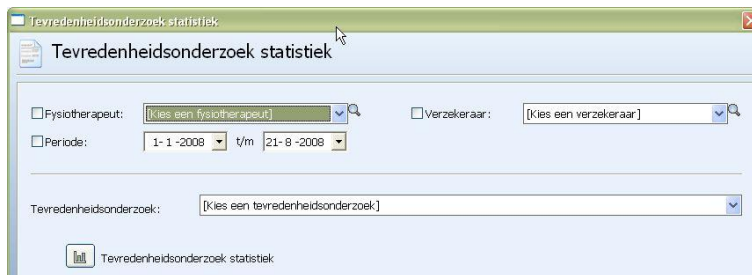 Tevredenheidsonderzoek statistiek
Tevredenheidsonderzoek statistiek
Fysiotherapeut: [Kies een fysiotherapeut] Verzekeraar: [Kies een verzekeraar]
Periode: 1- 1 -2008 t/m 21- 8 -2008
Tevredenheidsonderzoek: [Kies een tevredenheidsonderzoek]
Tevredenheidsonderzoek statistiek